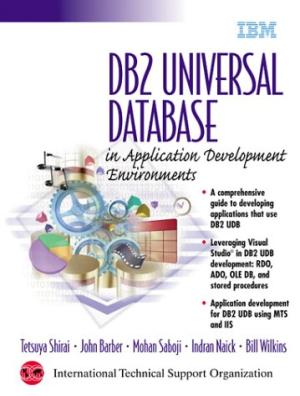 IBM
DB2 UNIVERSAL
DATABASE
in Application Development
Environments
• A comprehensive
guide to developing
applications that use
DB2 UDB
• Leveraging Visual
Studio® in DB2 UDB
development: RDO,
ADO, OLE DB, and
stored procedures
• Application development
for DB2 UDB using MTS
and IIS
Tetsuya Shirai • John Barber • Mohan Saboji • Indran Naick • Bill Wilkins
International Technical Support Organization